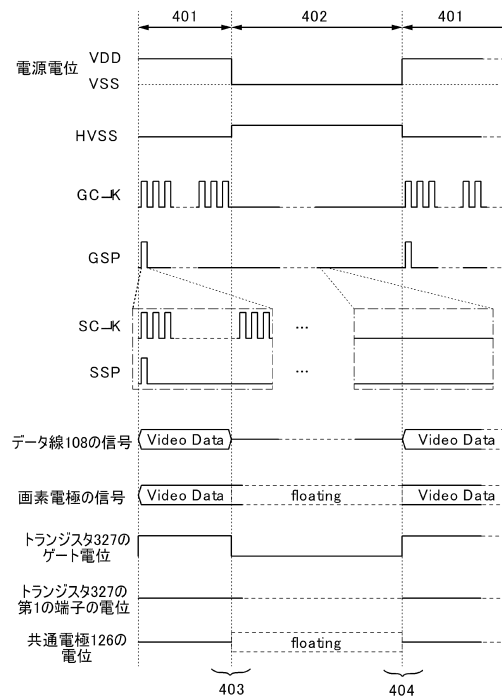 401
402
401
電源電位
VDD
VSS
HVSS
GCLK
GSP
SCLK
...
SSP
...
データ線108の信号
Video Data
Video Data
画素電極の信号
Video Data
floating
Video Data
トランジスタ327の
ゲート電位
トランジスタ327の
第1の端子の電位
共通電極126の
電位
floating
403
404